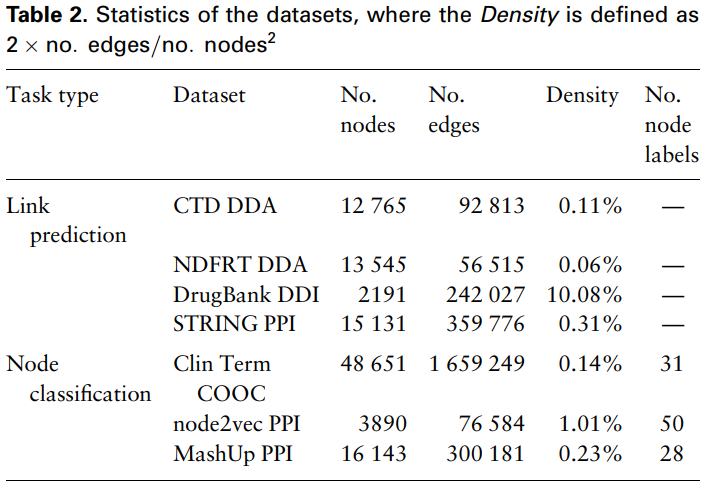 Table 2. Statistics of the datasets, where the Density is defined as
2 × no. edges/no. nodes²
Task type Dataset No. nodes No. edges Density No. node labels
Link prediction CTD DDA 12 765 92 813 0.11% —
NDFRT DDA 13 545 56 515 0.06% —
DrugBank DDI 2191 242 027 10.08% —
STRING PPI 15 131 359 776 0.31% —
Node classification Clin Term COOC 48 651 1 659 249 0.14% 31
node2vec PPI 3890 76 584 1.01% 50
MashUp PPI 16 143 300 181 0.23% 28